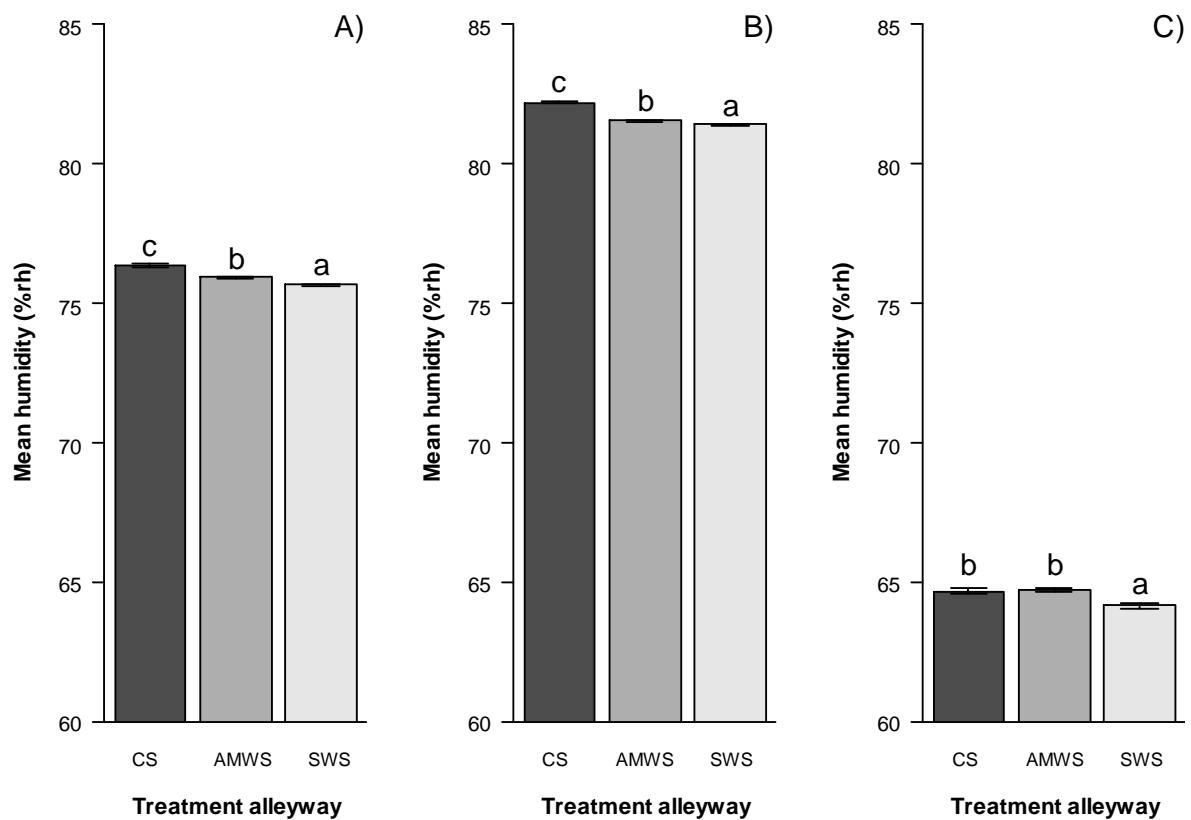 A)
85
80
75
70
65
60
Mean humidity (%rh)
c
b
a
CS
AMWS
SWS
Treatment alleyway
B)
85
80
75
70
65
60
Mean humidity (%rh)
c
b
a
CS
AMWS
SWS
Treatment alleyway
C)
85
80
75
70
65
60
Mean humidity (%rh)
b
b
a
CS
AMWS
SWS
Treatment alleyway